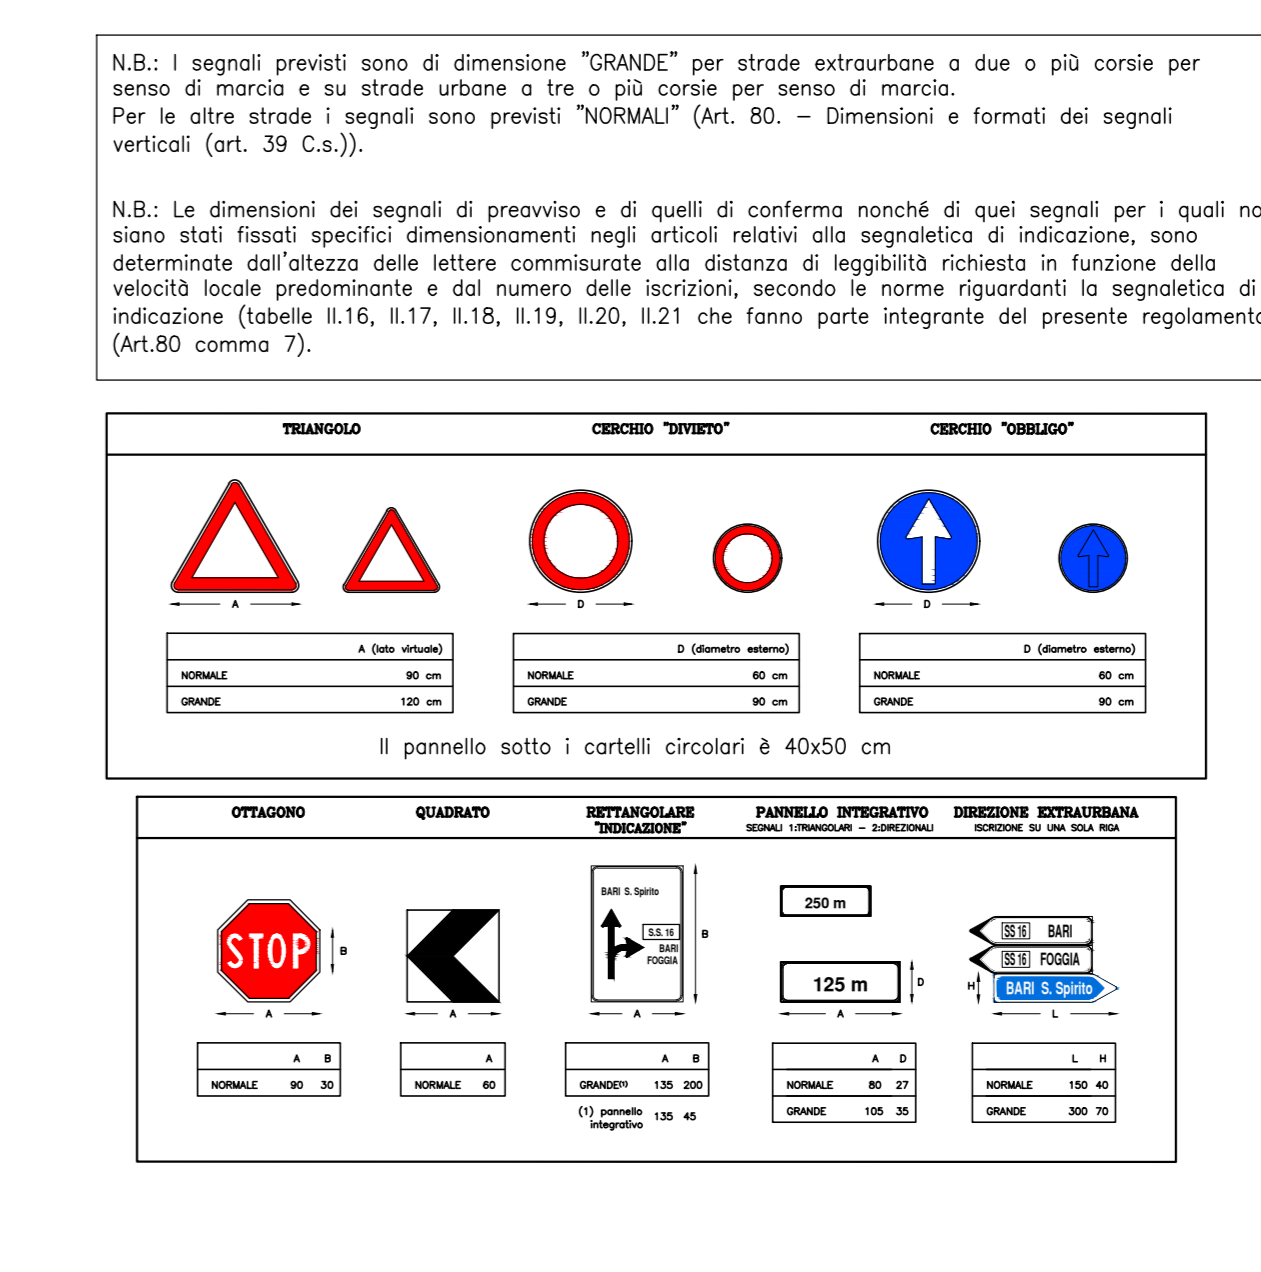 N.B.: I segnali previsti sono di dimensione "GRANDE" per strade extraurbane a due o più corsie per
senso di marcia e su strade urbane a tre o più corsie per senso di marcia.
Per le altre strade i segnali sono previsti "NORMALI" (Art. 80. – Dimensioni e formati dei segnali
verticali (art. 39 C.s.)).
N.B.: Le dimensioni dei segnali di preavviso e di quelli di conferma nonché di quei segnali per i quali
siano stati fissati specifici dimensionamenti negli articoli relativi alla segnaletica di indicazione, sono
determinate dall'altezza delle lettere commisurate alla distanza di leggibilità richiesta in funzione della
velocità locale predominante e dal numero delle iscrizioni, secondo le norme riguardanti la segnaletica di
indicazione (tabelle II.16, II.17, II.18, II.19, II.20, II.21 che fanno parte integrante del presente regolamento
(Art.80 comma 7).
TRIANGOLO CERCHIO "DIVIETO" CERCHIO "OBBLIGO"
A D D
A (lato virtuale) D (diametro esterno) D (diametro esterno)
NORMALE 90 cm NORMALE 60 cm NORMALE 60 cm
GRANDE 120 cm GRANDE 90 cm GRANDE 90 cm
Il pannello sotto i cartelli circolari è 40x50 cm
OTTAGONO QUADRATO RETTANGOLARE PANNELLO INTEGRATIVO DIREZIONE EXTRAURBANA
"INDICAZIONE" SEGNALI 1:TRIANGOLARI – 2:DIREZIONALI ISCRIZIONE SU UNA SOLA RIGA
BARI S. Spirito
250 m
S.S. 16
BARI
FOGGIA
B
STOP
B
SS 16 BARI
SS 16 FOGGIA
125 m
D
H
BARI S. Spirito
A A A A L
A B A A B A D L H
NORMALE 90 30 NORMALE 60 GRANDE(1) 135 200 NORMALE 80 27 NORMALE 150 40
(1) pannello
integrativo 135 45 GRANDE 105 35 GRANDE 300 70